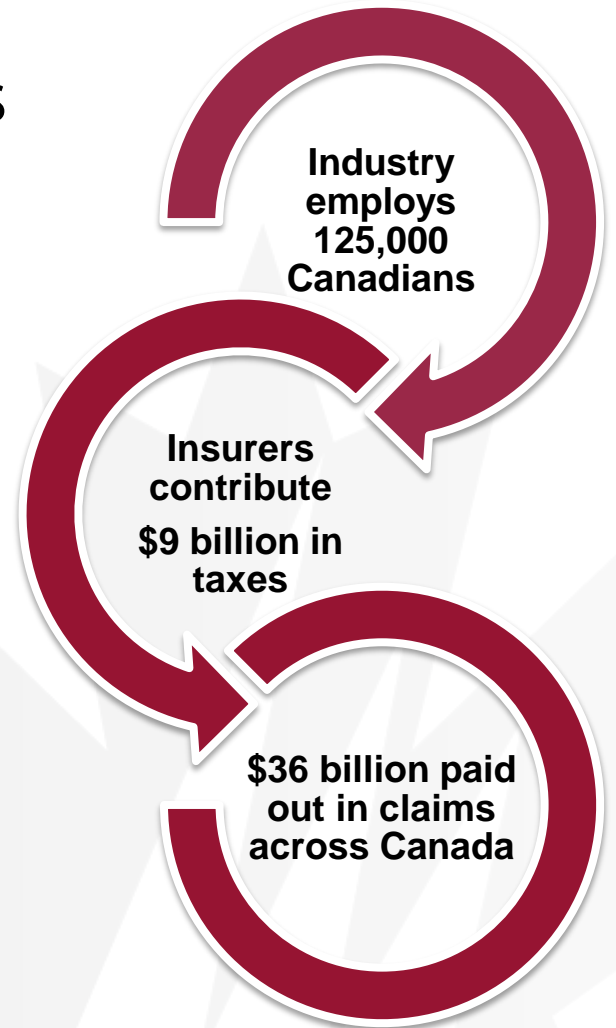 s
Industry
employs
125,000
Canadians
Insurers
contribute
$9 billion in
taxes
$36 billion paid
out in claims
across Canada